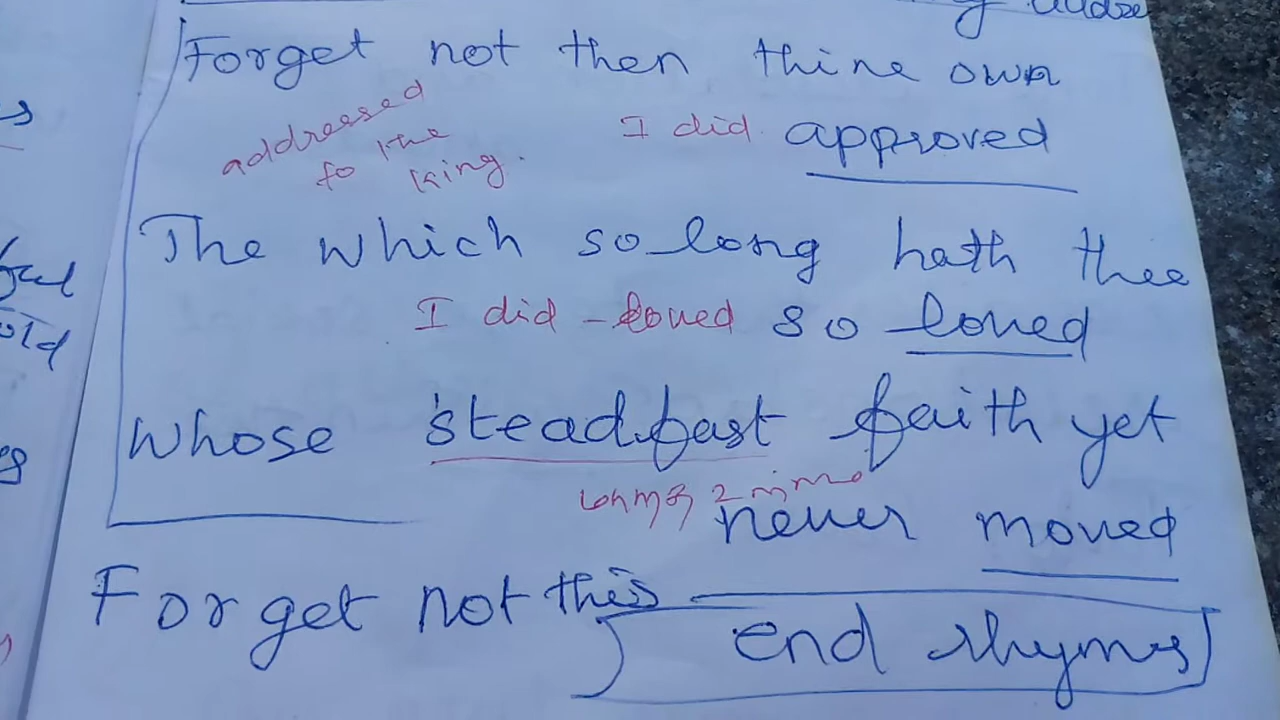 Forget not then thine own
addressed to the king.
I did approved
The which so long hath thee
I did - loved so loved
Whose steadfast faith yet
never moved
Forget not this
end rhymes
old